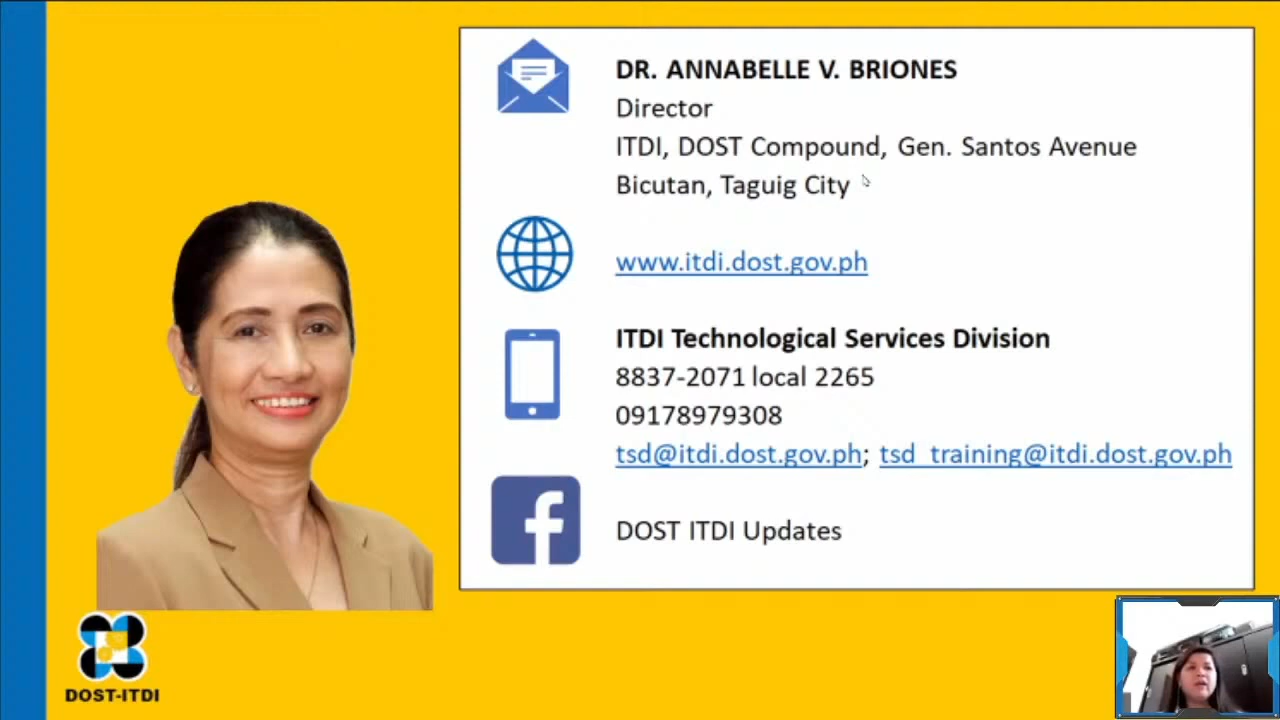 DR. ANNABELLE V. BRIONES
Director
ITDI, DOST Compound, Gen. Santos Avenue
Bicutan, Taguig City
www.itdi.dost.gov.ph
ITDI Technological Services Division
8837-2071 local 2265
09178979308
tsd@itdi.dost.gov.ph; tsd_training@itdi.dost.gov.ph
DOST ITDI Updates
DOST-ITDI